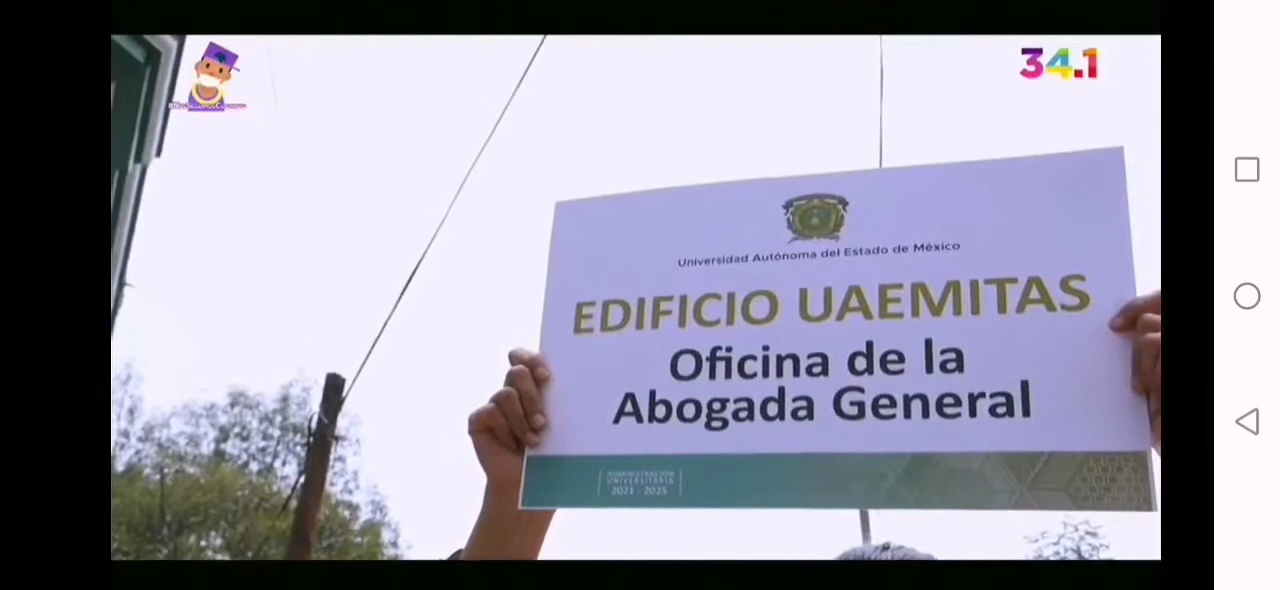 34.1
Universidad Autónoma del Estado de México
EDIFICIO UAEMITAS
Oficina de la
Abogada General
ADMINISTRACIÓN
UNIVERSITARIA
2021 - 2025